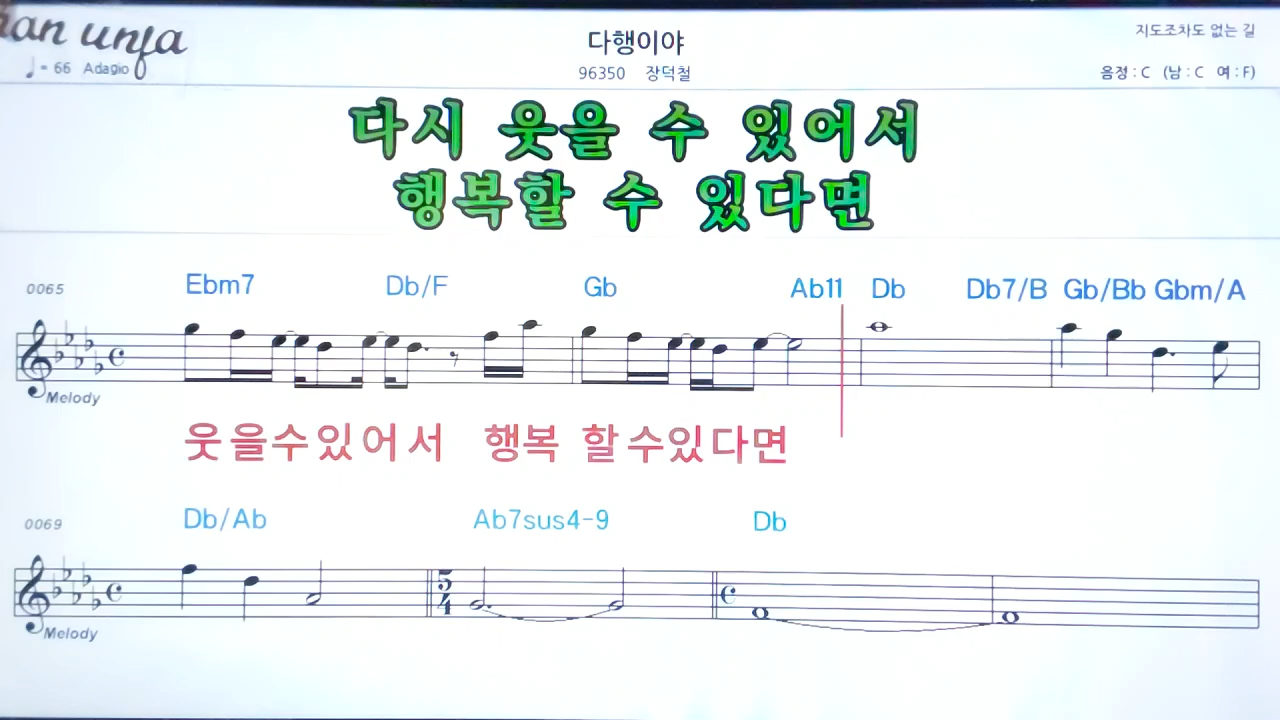 an unja
지도조차도 없는 길
다행이야
♩= 66 Adagio
96350 장덕철
음정 : C (남 : C 여 : F)
다시 웃을 수 있어서
행복할 수 있다면
0065 Ebm7 Db/F Gb Ab11 Db Db7/B Gb/Bb Gbm/A
Melody
웃을수있어서 행복 할수있다면
0069 Db/Ab Ab7sus4-9 Db
5
4
Melody